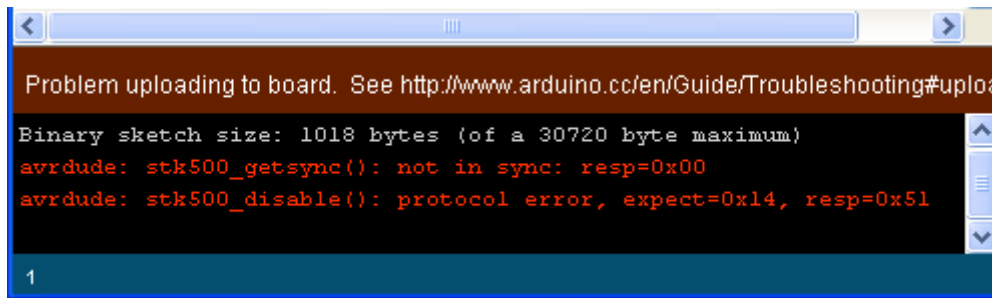 Problem uploading to board. See http://www.arduino.cc/en/Guide/Troubleshooting#uploa
Binary sketch size: 1018 bytes (of a 30720 byte maximum)
avrdude: stk500_getsync(): not in sync: resp=0x00
avrdude: stk500_disable(): protocol error, expect=0x14, resp=0x51
1